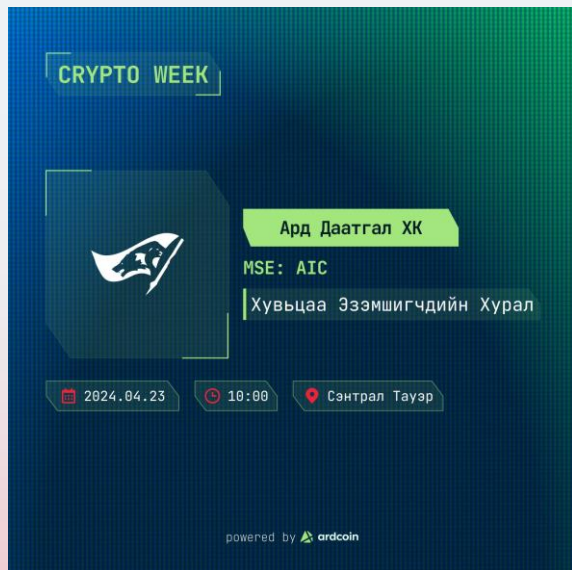 CRYPTO WEEK
Ард Даатгал ХК
MSE: AIC
Хувьцаа Эзэмшигчдийн Хурал
2024.04.23
10:00
Сэнтрал Тауэр
powered by ardcoin